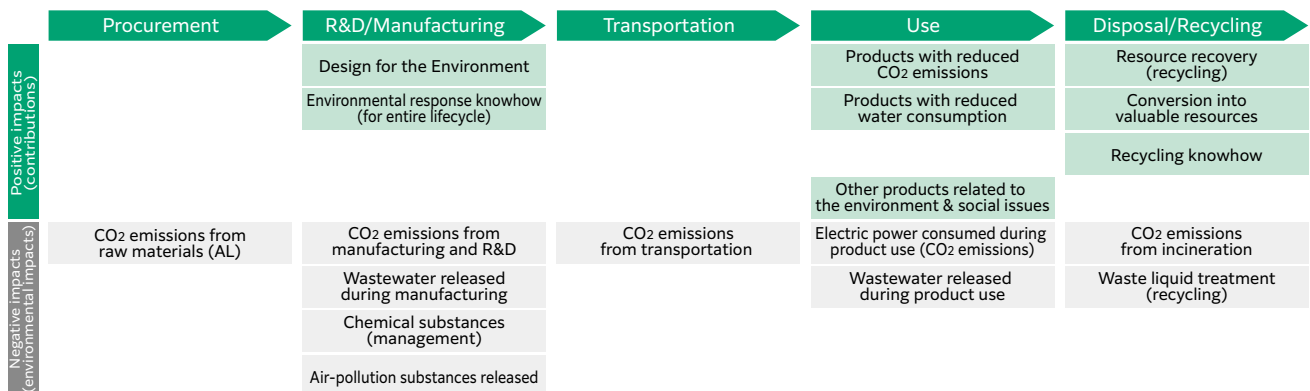 Procurement
R&D/Manufacturing
Transportation
Use
Disposal/Recycling
Positive impacts
(contributions)
Design for the Environment
Environmental response knowhow
(for entire lifecycle)
Products with reduced
CO2 emissions
Products with reduced
water consumption
Other products related to
the environment & social issues
Resource recovery
(recycling)
Conversion into
valuable resources
Recycling knowhow
Negative impacts
(environmental impacts)
CO2 emissions from
raw materials (AL)
CO2 emissions from
manufacturing and R&D
Wastewater released
during manufacturing
Chemical substances
(management)
Air-pollution substances released
CO2 emissions
from transportation
Electric power consumed during
product use (CO2 emissions)
Wastewater released
during product use
CO2 emissions
from incineration
Waste liquid treatment
(recycling)